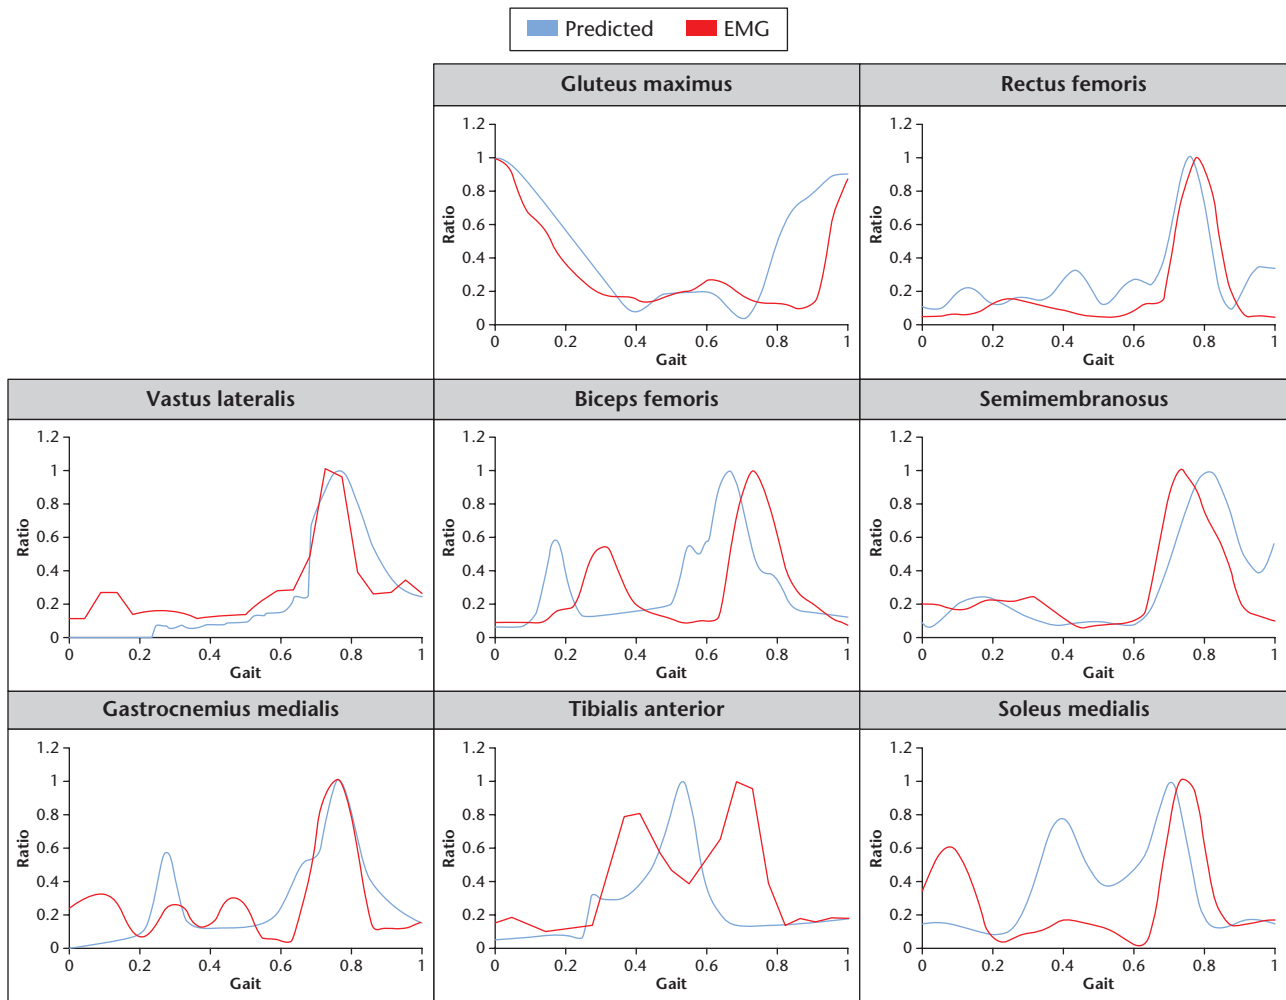 Predicted EMG
Gluteus maximus
1.2
1
0.8
0.6
0.4
0.2
0
Ratio
0 0.2 0.4 0.6 0.8 1
Gait
Rectus femoris
1.2
1
0.8
0.6
0.4
0.2
0
Ratio
0 0.2 0.4 0.6 0.8 1
Gait
Vastus lateralis
1.2
1
0.8
0.6
0.4
0.2
0
Ratio
0 0.2 0.4 0.6 0.8 1
Gait
Biceps femoris
1.2
1
0.8
0.6
0.4
0.2
0
Ratio
0 0.2 0.4 0.6 0.8 1
Gait
Semimembranosus
1.2
1
0.8
0.6
0.4
0.2
0
Ratio
0 0.2 0.4 0.6 0.8 1
Gait
Gastrocnemius medialis
1.2
1
0.8
0.6
0.4
0.2
0
Ratio
0 0.2 0.4 0.6 0.8 1
Gait
Tibialis anterior
1.2
1
0.8
0.6
0.4
0.2
0
Ratio
0 0.2 0.4 0.6 0.8 1
Gait
Soleus medialis
1.2
1
0.8
0.6
0.4
0.2
0
Ratio
0 0.2 0.4 0.6 0.8 1
Gait